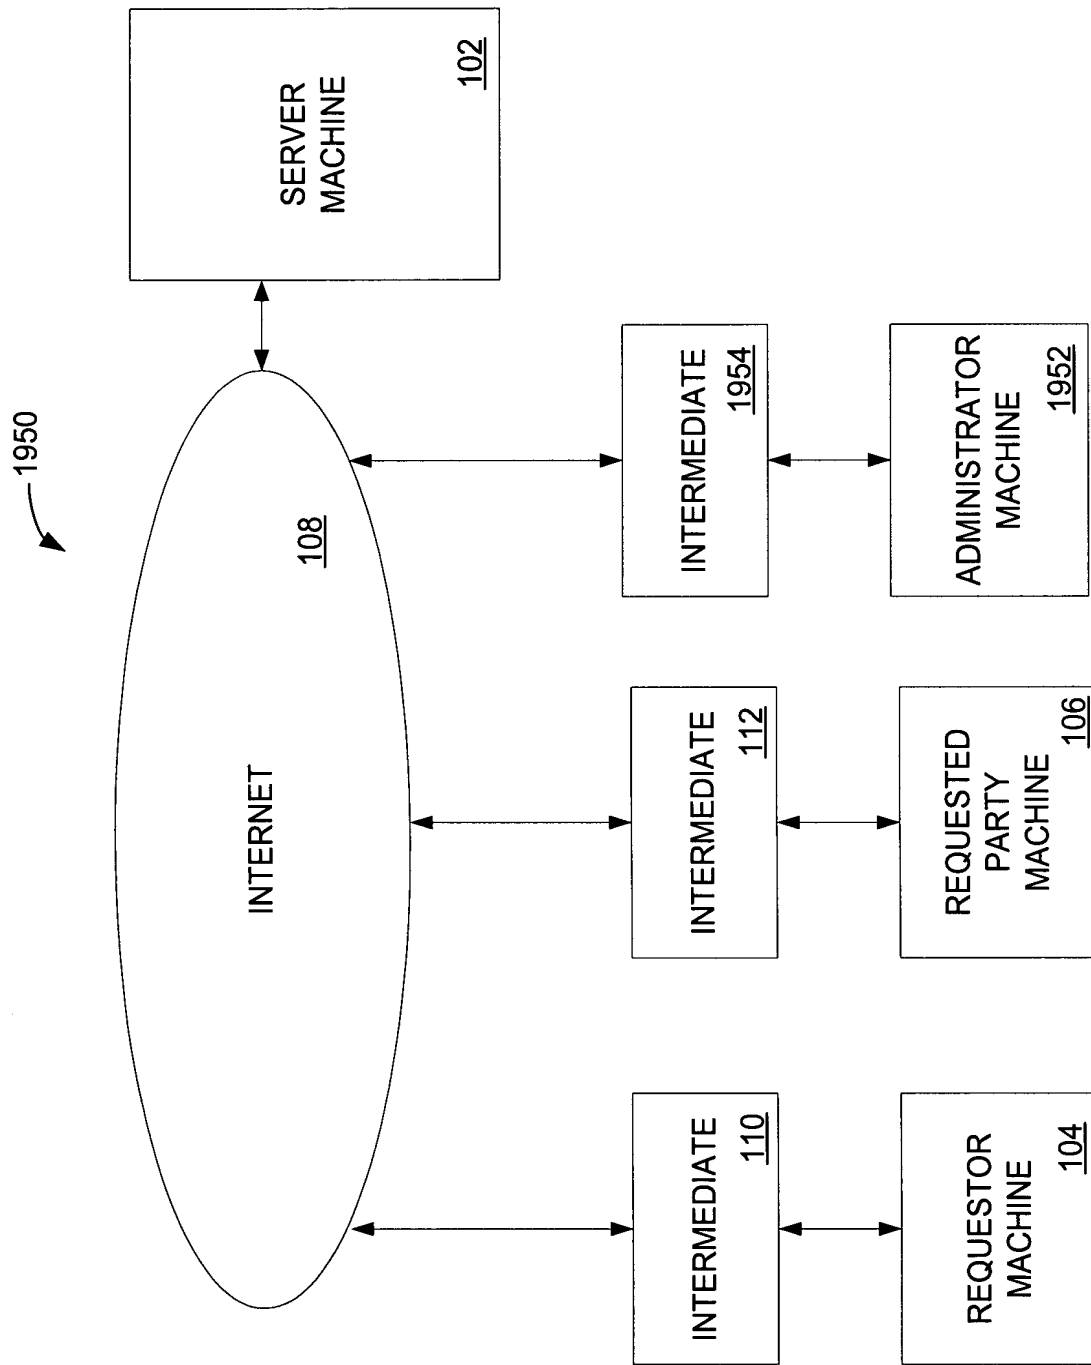 1950
INTERNET
108
SERVER
MACHINE
102
INTERMEDIATE
110
INTERMEDIATE
112
INTERMEDIATE
1954
REQUESTOR
MACHINE
104
REQUESTED
PARTY
MACHINE
106
ADMINISTRATOR
MACHINE
1952